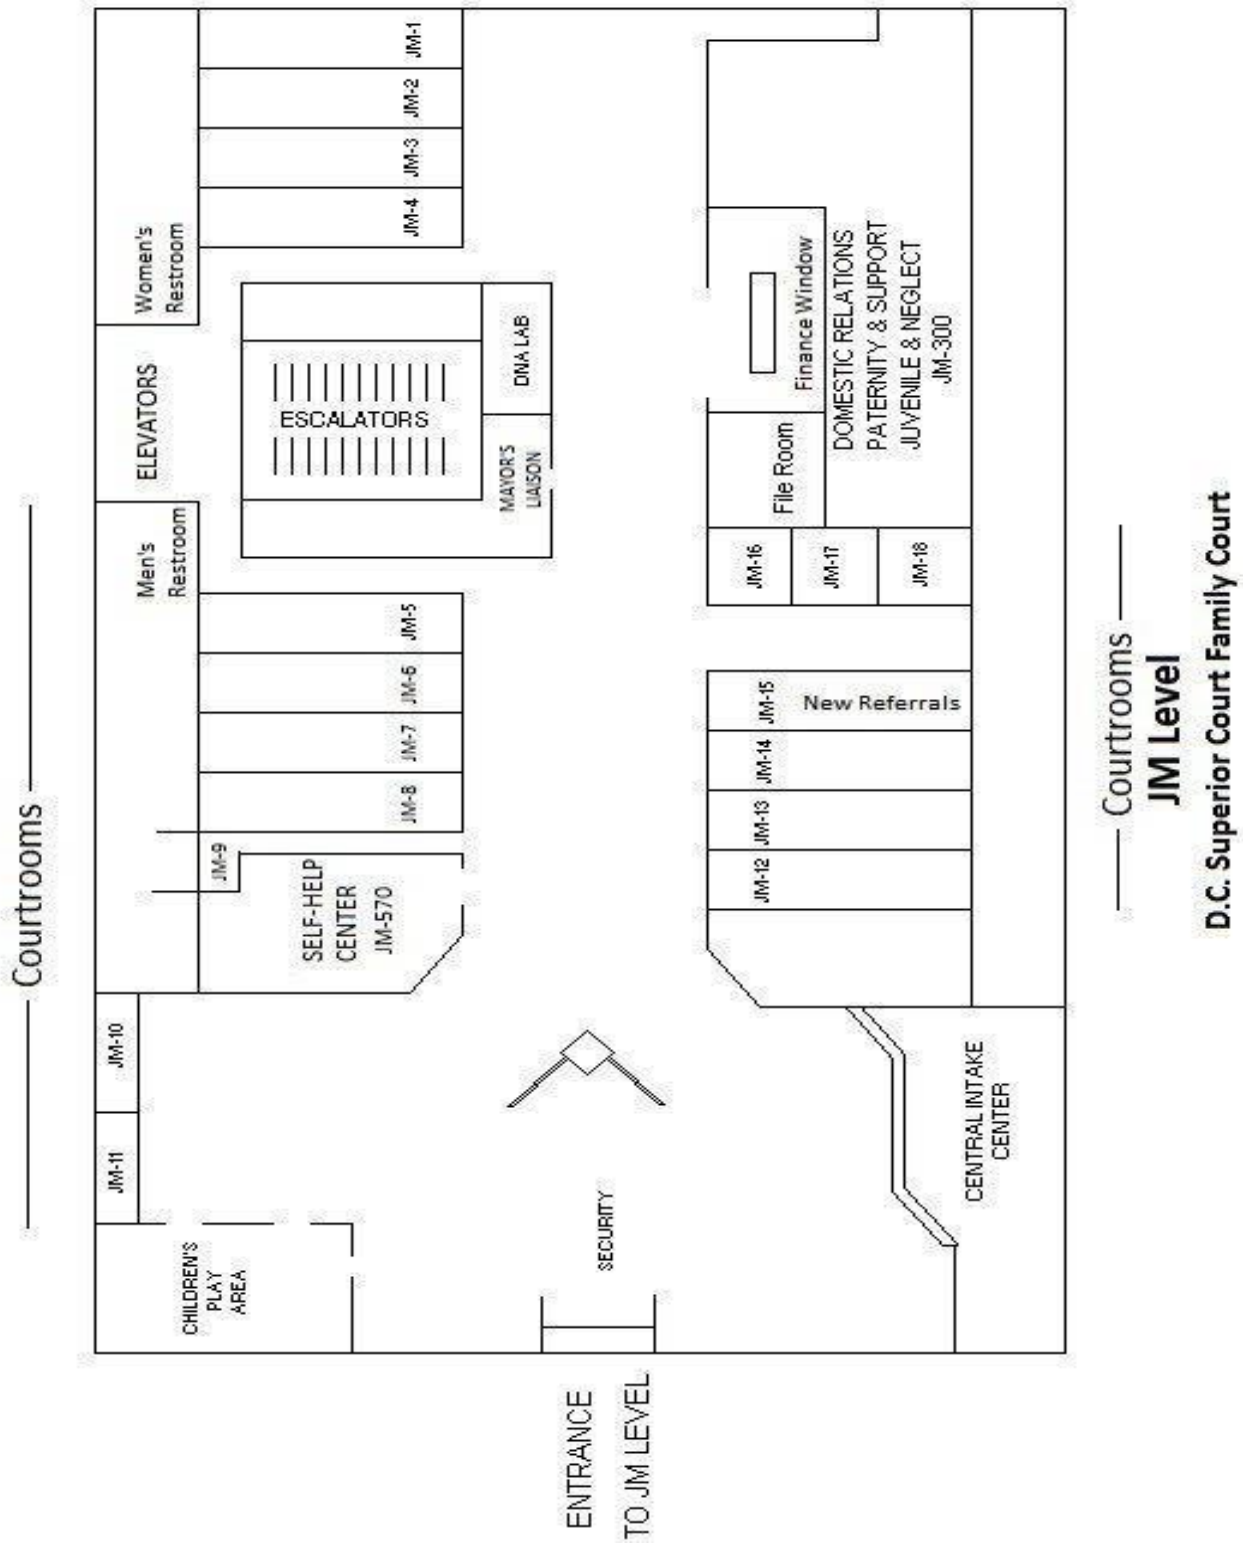 Courtrooms
CHILDREN'S
PLAY
AREA
JM-11
JM-10
SELF-HELP
CENTER
JM-570
JM-9
JM-8
JM-7
JM-6
JM-5
Men's
Restroom
ELEVATORS
Women's
Restroom
JM-4
JM-3
JM-2
JM-1
ESCALATORS
MAYOR'S
LIAISON
DNA LAB
ENTRANCE
TO JM LEVEL
SECURITY
CENTRAL INTAKE
CENTER
JM-12
JM-13
JM-14
JM-15
New Referrals
JM-16
JM-17
JM-18
File Room
Finance Window
DOMESTIC RELATIONS
PATERNITY & SUPPORT
JUVENILE & NEGLECT
JM-300
Courtrooms
JM Level
D.C. Superior Court Family Court